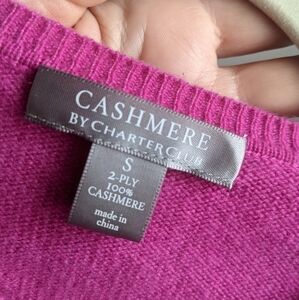 CASHMERE
BY CHARTER CLUB
S
2-PLY
100%
CASHMERE
made in
china